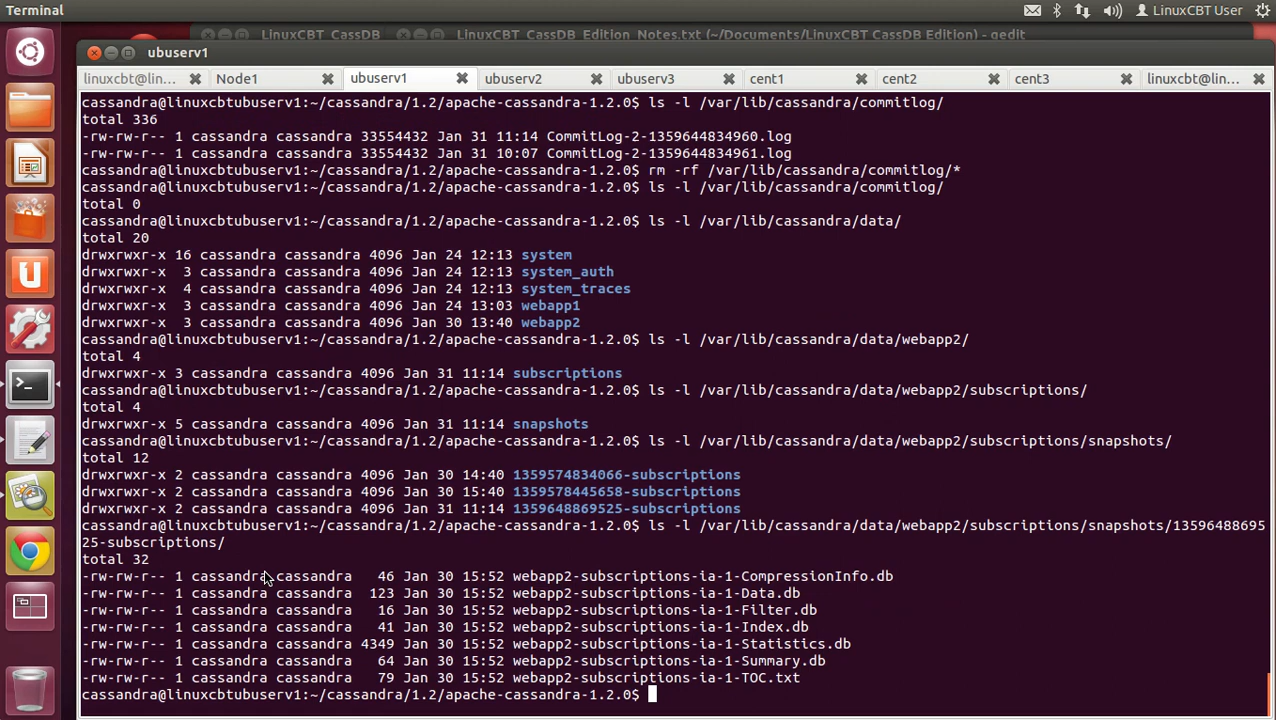 Terminal
LinuxCBT User
LinuxCBT_CassDB
LinuxCBT_CassDB_Edition_Notes.txt (~/Documents/LinuxCBT CassDB Edition) - gedit
ubuserv1
linuxcbt@lin...
Node1
ubuserv1
ubuserv2
ubuserv3
cent1
cent2
cent3
linuxcbt@lin...
cassandra@linuxcbtubuserv1:~/cassandra/1.2/apache-cassandra-1.2.0$ ls -l /var/lib/cassandra/commitlog/
total 336
-rw-rw-r-- 1 cassandra cassandra 33554432 Jan 31 11:14 CommitLog-2-1359644834960.log
-rw-rw-r-- 1 cassandra cassandra 33554432 Jan 31 10:07 CommitLog-2-1359644834961.log
cassandra@linuxcbtubuserv1:~/cassandra/1.2/apache-cassandra-1.2.0$ rm -rf /var/lib/cassandra/commitlog/*
cassandra@linuxcbtubuserv1:~/cassandra/1.2/apache-cassandra-1.2.0$ ls -l /var/lib/cassandra/commitlog/
total 0
cassandra@linuxcbtubuserv1:~/cassandra/1.2/apache-cassandra-1.2.0$ ls -l /var/lib/cassandra/data/
total 20
drwxrwxr-x 16 cassandra cassandra 4096 Jan 24 12:13 system
drwxrwxr-x  3 cassandra cassandra 4096 Jan 24 12:13 system_auth
drwxrwxr-x  4 cassandra cassandra 4096 Jan 24 12:13 system_traces
drwxrwxr-x  3 cassandra cassandra 4096 Jan 24 13:03 webapp1
drwxrwxr-x  3 cassandra cassandra 4096 Jan 30 13:40 webapp2
cassandra@linuxcbtubuserv1:~/cassandra/1.2/apache-cassandra-1.2.0$ ls -l /var/lib/cassandra/data/webapp2/
total 4
drwxrwxr-x 3 cassandra cassandra 4096 Jan 31 11:14 subscriptions
cassandra@linuxcbtubuserv1:~/cassandra/1.2/apache-cassandra-1.2.0$ ls -l /var/lib/cassandra/data/webapp2/subscriptions/
total 4
drwxrwxr-x 5 cassandra cassandra 4096 Jan 31 11:14 snapshots
cassandra@linuxcbtubuserv1:~/cassandra/1.2/apache-cassandra-1.2.0$ ls -l /var/lib/cassandra/data/webapp2/subscriptions/snapshots/
total 12
drwxrwxr-x 2 cassandra cassandra 4096 Jan 30 14:40 1359574834066-subscriptions
drwxrwxr-x 2 cassandra cassandra 4096 Jan 30 15:40 1359578445658-subscriptions
drwxrwxr-x 2 cassandra cassandra 4096 Jan 31 11:14 1359648869525-subscriptions
cassandra@linuxcbtubuserv1:~/cassandra/1.2/apache-cassandra-1.2.0$ ls -l /var/lib/cassandra/data/webapp2/subscriptions/snapshots/13596488695
25-subscriptions/
total 32
-rw-rw-r-- 1 cassandra cassandra   46 Jan 30 15:52 webapp2-subscriptions-ia-1-CompressionInfo.db
-rw-rw-r-- 1 cassandra cassandra  123 Jan 30 15:52 webapp2-subscriptions-ia-1-Data.db
-rw-rw-r-- 1 cassandra cassandra   16 Jan 30 15:52 webapp2-subscriptions-ia-1-Filter.db
-rw-rw-r-- 1 cassandra cassandra   41 Jan 30 15:52 webapp2-subscriptions-ia-1-Index.db
-rw-rw-r-- 1 cassandra cassandra 4349 Jan 30 15:52 webapp2-subscriptions-ia-1-Statistics.db
-rw-rw-r-- 1 cassandra cassandra   64 Jan 30 15:52 webapp2-subscriptions-ia-1-Summary.db
-rw-rw-r-- 1 cassandra cassandra   79 Jan 30 15:52 webapp2-subscriptions-ia-1-TOC.txt
cassandra@linuxcbtubuserv1:~/cassandra/1.2/apache-cassandra-1.2.0$